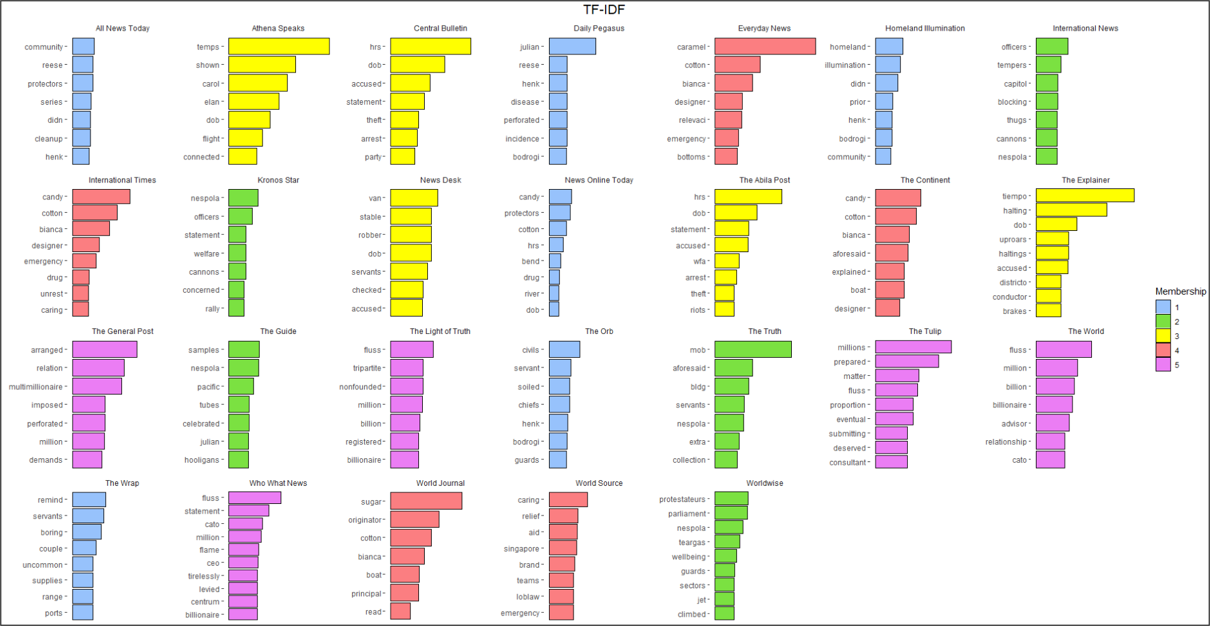 TF-IDF
All News Today
community
reese
protectors
series
didn
cleanup
henk
Athena Speaks
temps
shown
carol
elan
dob
flight
connected
Central Bulletin
hrs
dob
accused
statement
theft
arrest
party
Daily Pegasus
julian
reese
henk
disease
perforated
incidence
bodrogi
Everyday News
caramel
cotton
bianca
designer
relevaci
emergency
bottoms
Homeland Illumination
homeland
illumination
didn
prior
henk
bodrogi
community
International News
officers
tempers
capitol
blocking
thugs
cannons
nespola
International Times
candy
cotton
bianca
designer
emergency
drug
unrest
caring
Kronos Star
nespola
officers
statement
welfare
cannons
concerned
rally
News Desk
van
stable
robber
dob
servants
checked
accused
News Online Today
candy
protectors
cotton
hrs
bend
drug
river
dob
The Abila Post
hrs
dob
statement
accused
wfa
arrest
theft
riots
The Continent
candy
cotton
bianca
aforesaid
explained
boat
designer
The Explainer
tiempo
halting
dob
uproars
haltings
accused
districto
conductor
brakes
Membership
1
2
3
4
5
The General Post
arranged
relation
multimillionaire
imposed
perforated
million
demands
The Guide
samples
nespola
pacific
tubes
celebrated
julian
hooligans
The Light of Truth
fluss
tripartite
nonfounded
million
billion
registered
billionaire
The Orb
civils
servant
soiled
chiefs
henk
bodrogi
guards
The Truth
mob
aforesaid
bldg
servants
nespola
extra
collection
The Tulip
millions
prepared
matter
fluss
proportion
eventual
submitting
deserved
consultant
The World
fluss
million
billion
billionaire
advisor
relationship
cato
The Wrap
remind
servants
boring
couple
uncommon
supplies
range
ports
Who What News
fluss
statement
cato
million
flame
ceo
tirelessly
levied
centrum
billionaire
World Journal
sugar
originator
cotton
bianca
boat
principal
read
World Source
caring
relief
aid
singapore
brand
teams
loblaw
emergency
Worldwise
protestateurs
parliament
nespola
teargas
wellbeing
guards
sectors
jet
climbed